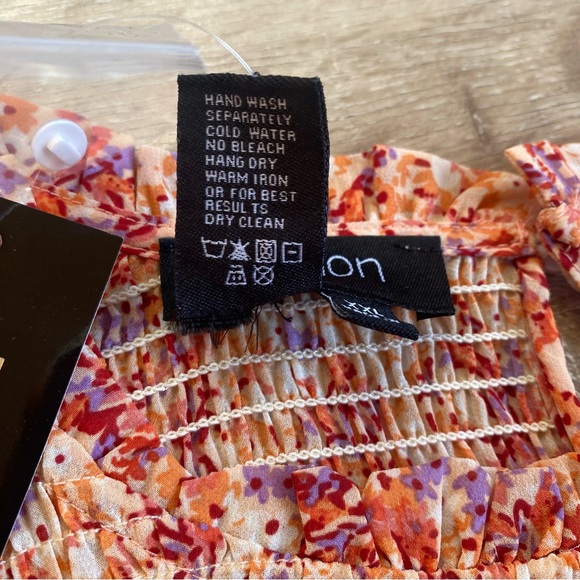 HAND WASH
SEPARATELY
COLD WATER
NO BLEACH
HANG DRY
WARM IRON
OR FOR BEST
RESULTS
DRY CLEAN
ion
XXL